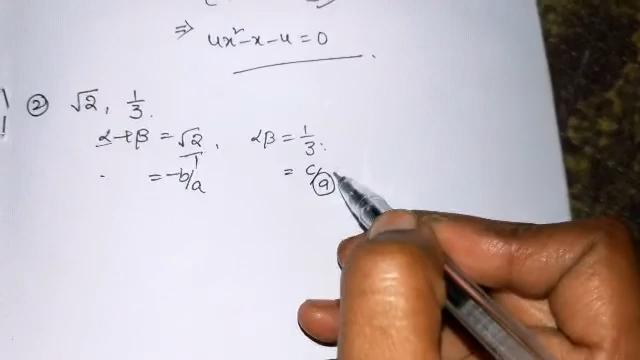 ⇒ 4x²-x-4=0
② √2, 1/3.
α+β = √2/1 αβ = 1/3.
= -b/a = c/a